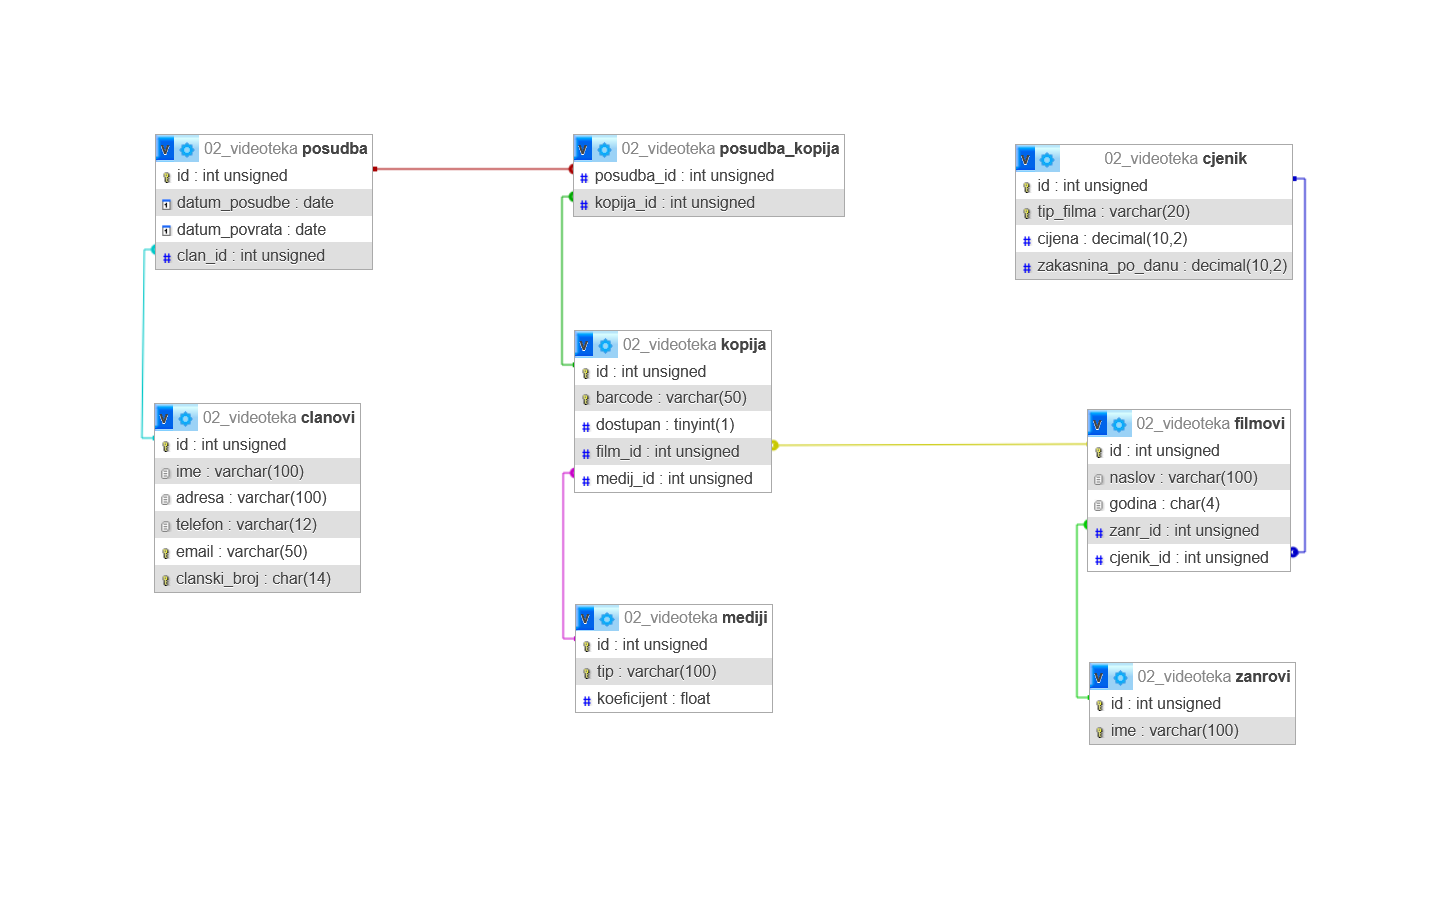 02_videoteka posudba
id : int unsigned
datum_posudbe : date
datum_povrata : date
clan_id : int unsigned
02_videoteka posudba_kopija
posudba_id : int unsigned
kopija_id : int unsigned
02_videoteka cjenik
id : int unsigned
tip_filma : varchar(20)
cijena : decimal(10,2)
zakasnina_po_danu : decimal(10,2)
02_videoteka kopija
id : int unsigned
barcode : varchar(50)
dostupan : tinyint(1)
film_id : int unsigned
medij_id : int unsigned
02_videoteka clanovi
id : int unsigned
ime : varchar(100)
adresa : varchar(100)
telefon : varchar(12)
email : varchar(50)
clanski_broj : char(14)
02_videoteka filmovi
id : int unsigned
naslov : varchar(100)
godina : char(4)
zanr_id : int unsigned
cjenik_id : int unsigned
02_videoteka mediji
id : int unsigned
tip : varchar(100)
koeficijent : float
02_videoteka zanrovi
id : int unsigned
ime : varchar(100)